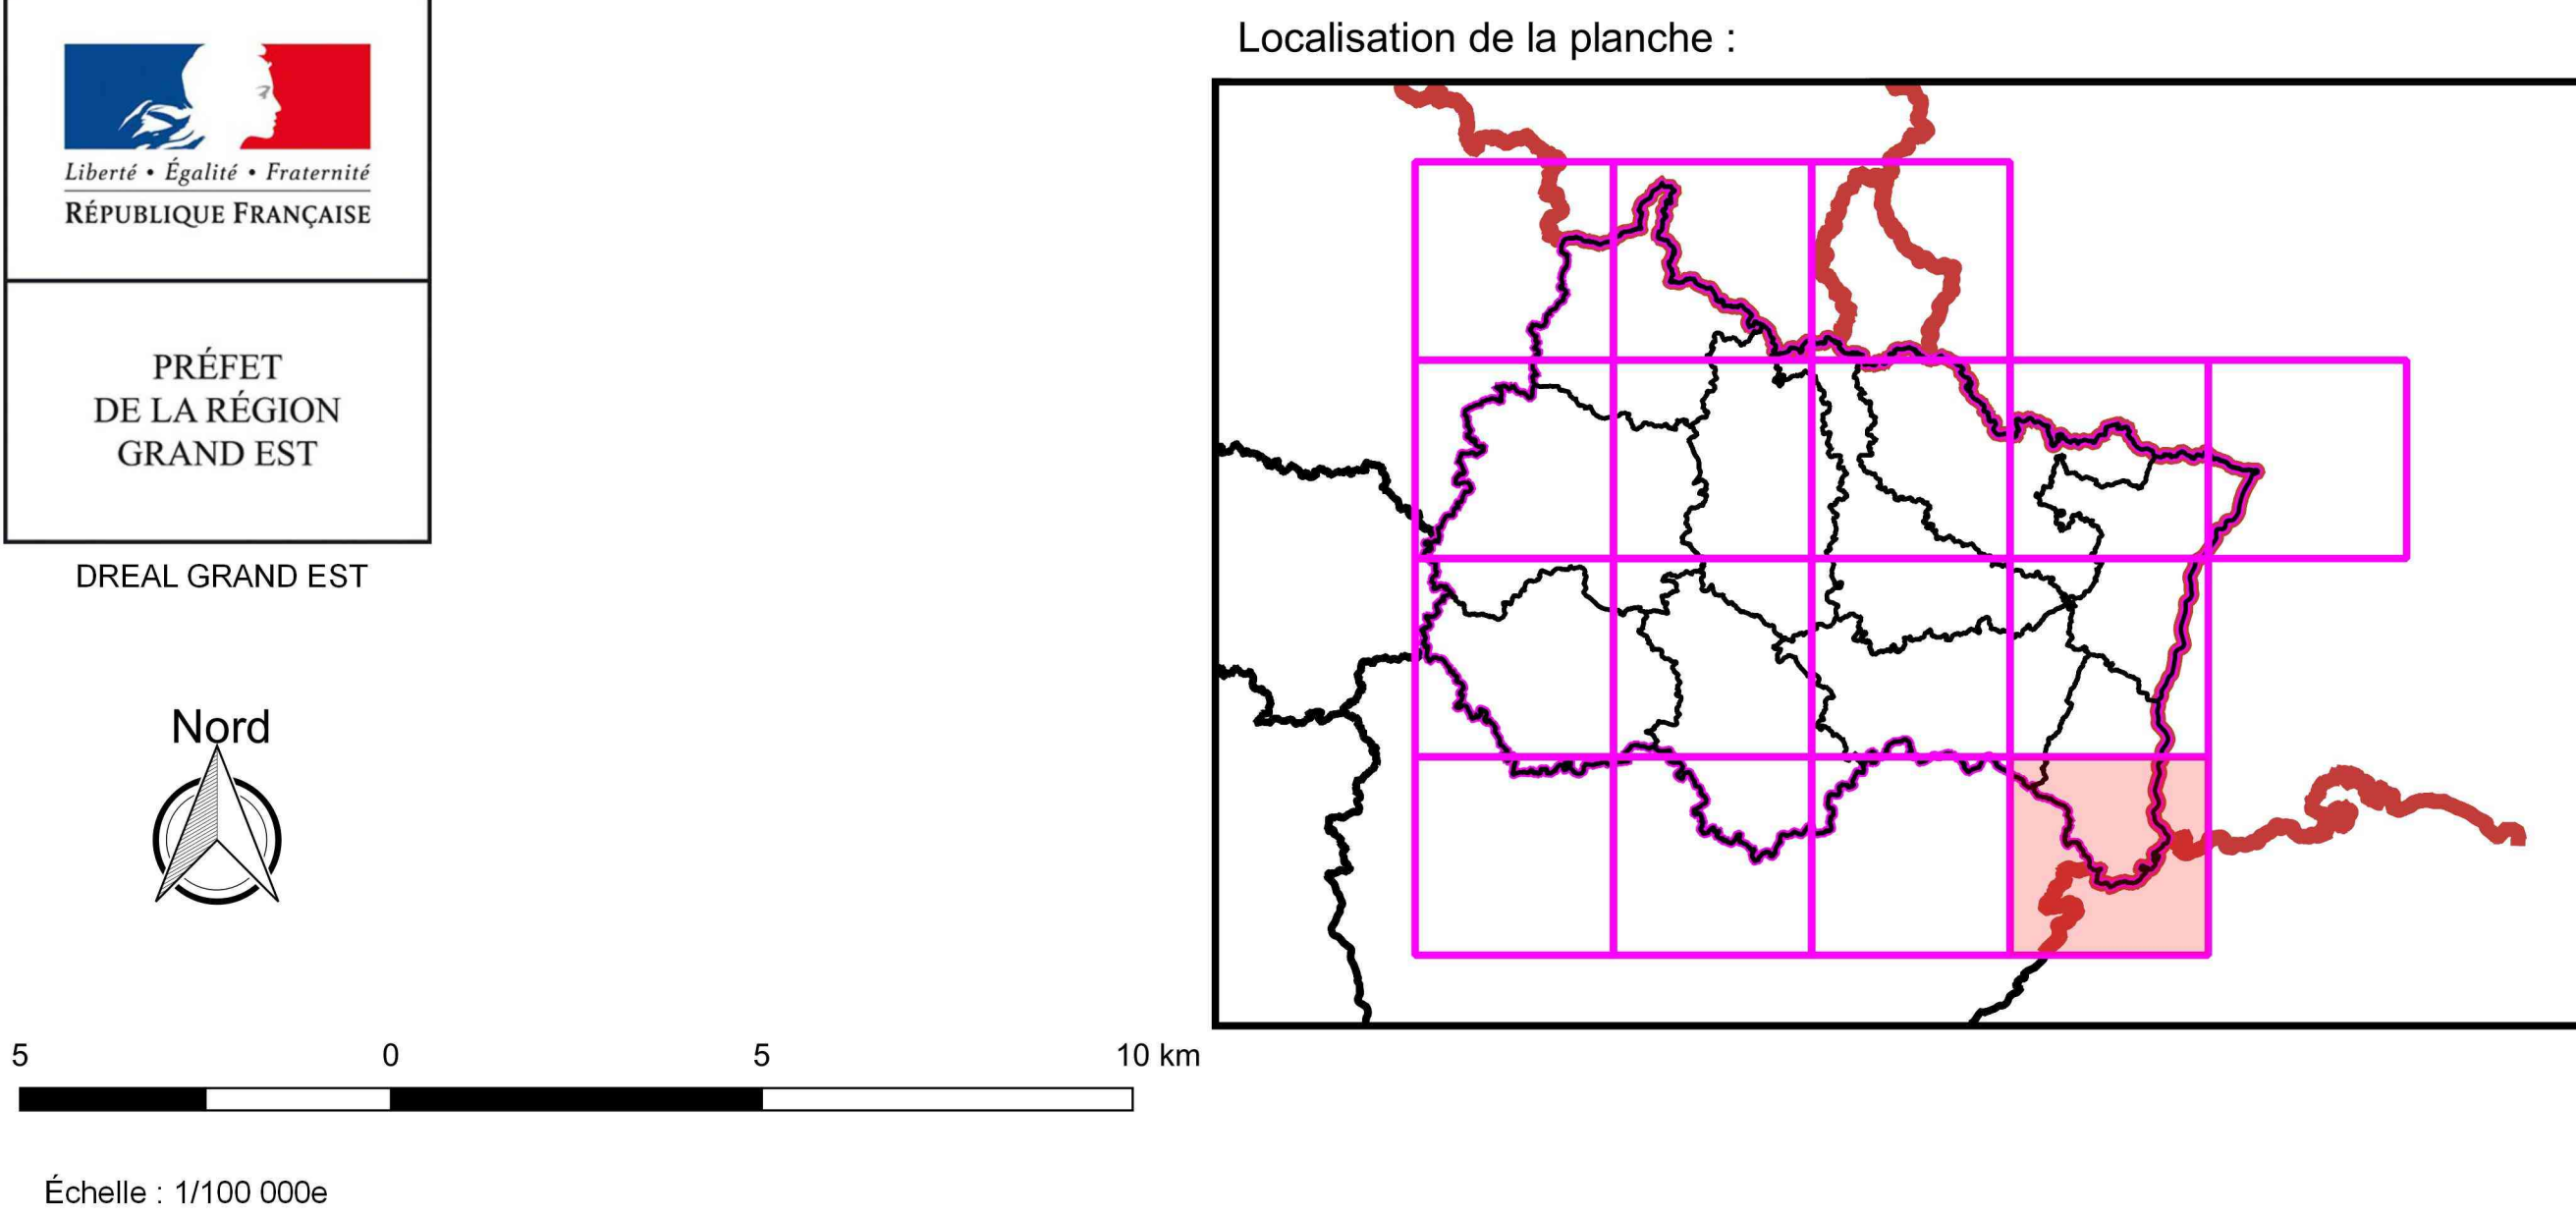 Liberté • Égalité • Fraternité
RÉPUBLIQUE FRANÇAISE
PRÉFET
DE LA RÉGION
GRAND EST
DREAL GRAND EST
Nord
5 0 5 10 km
Échelle : 1/100 000e
Localisation de la planche :